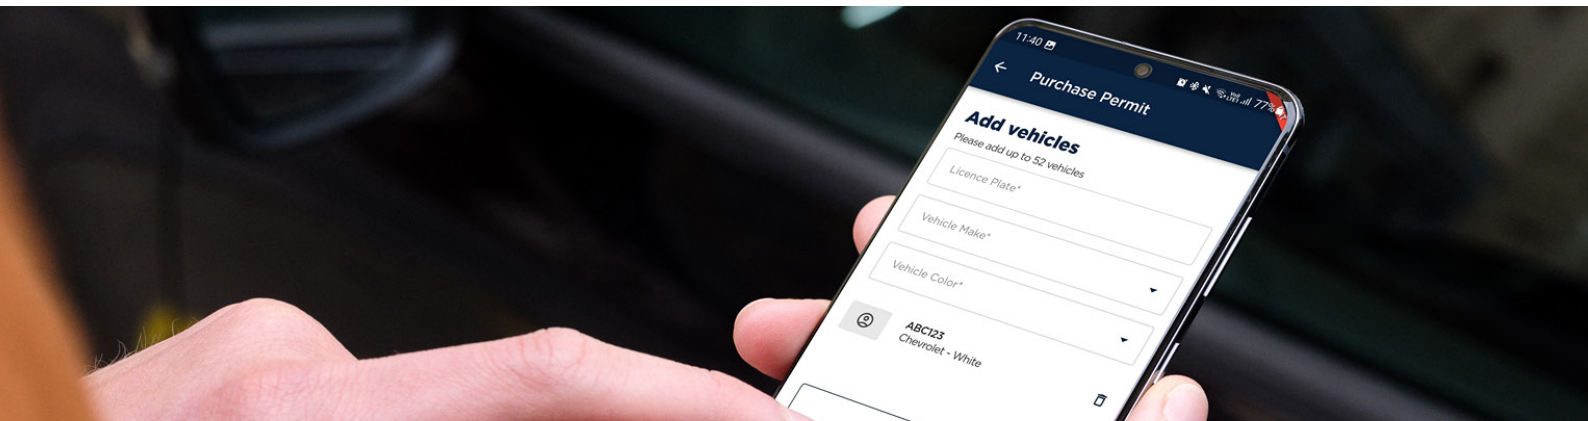 11:40
77%
Purchase Permit
Add vehicles
Please add up to 52 vehicles
Licence Plate*
Vehicle Make*
Vehicle Color*
ABC123
Chevrolet - White